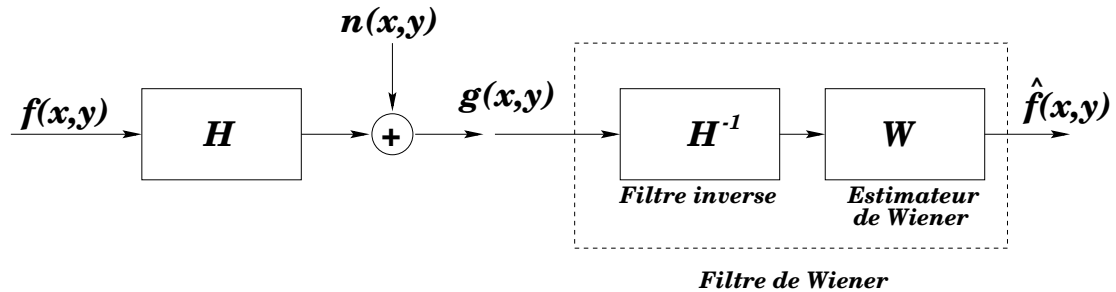 n(x,y)
f(x,y)
H
+
g(x,y)
H⁻¹
W
f̂(x,y)
Filtre inverse
Estimateur
de Wiener
Filtre de Wiener